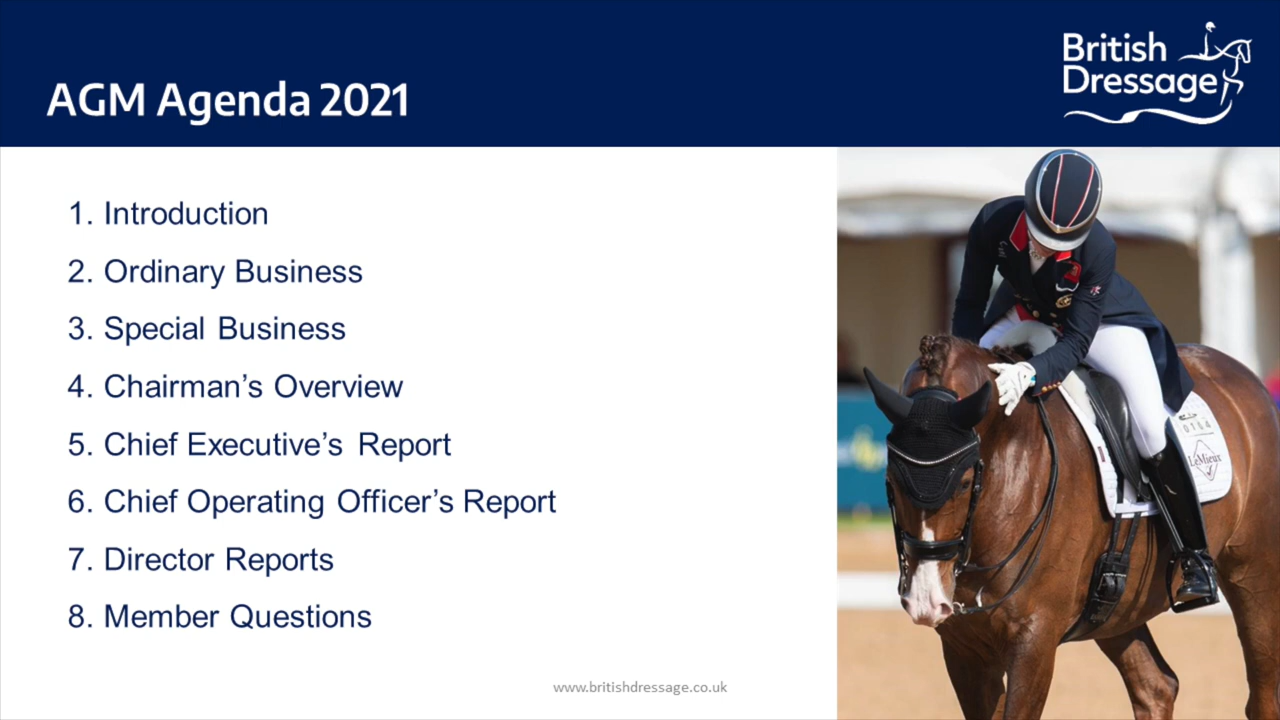 British
Dressage
AGM Agenda 2021
1. Introduction
2. Ordinary Business
3. Special Business
4. Chairman’s Overview
5. Chief Executive’s Report
6. Chief Operating Officer’s Report
7. Director Reports
8. Member Questions
LeMieux
www.britishdressage.co.uk